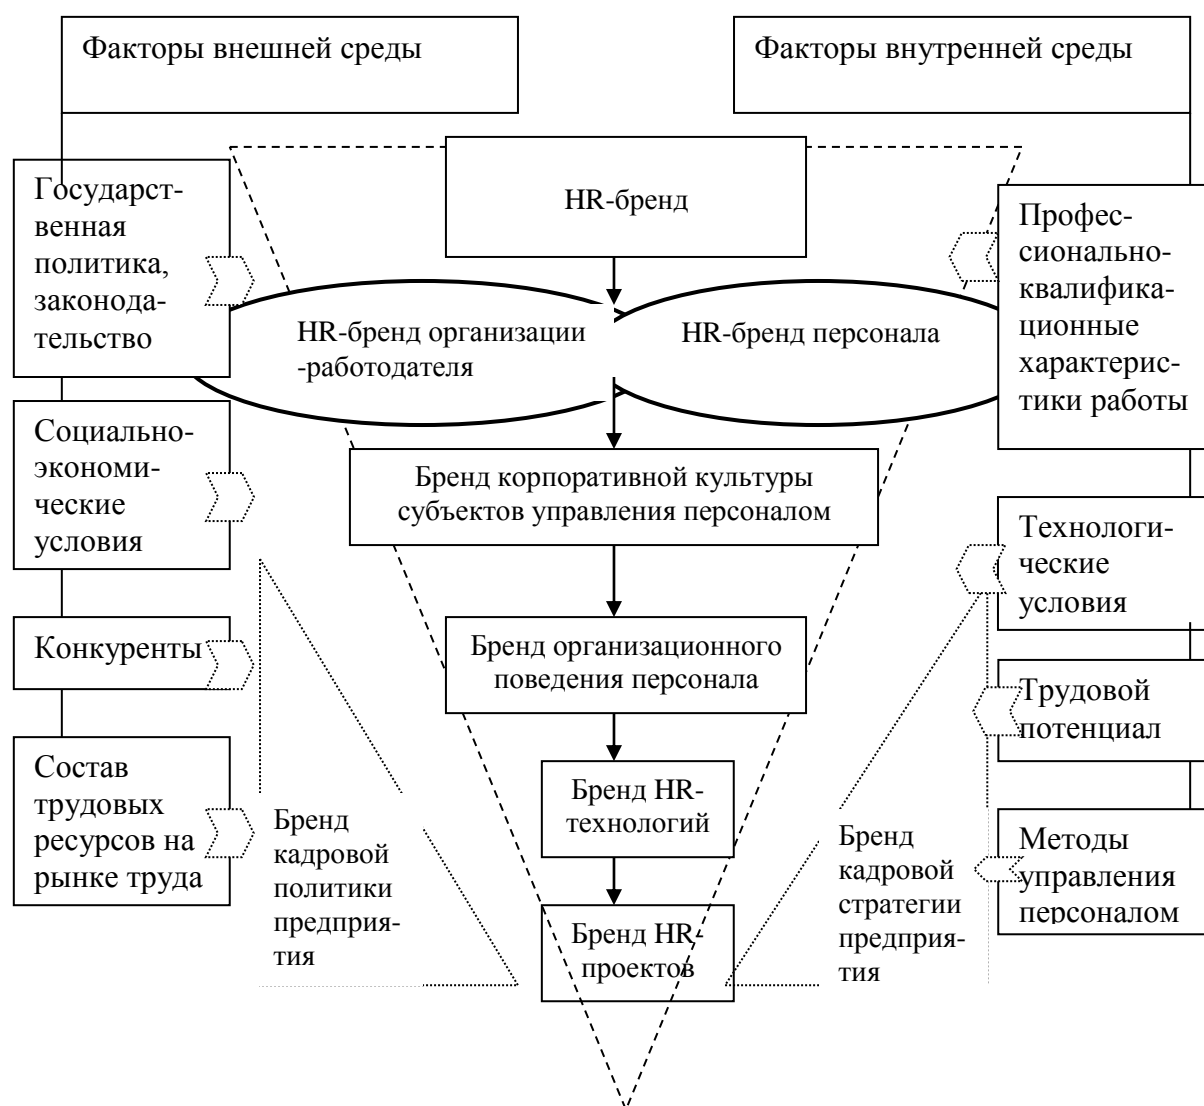 Факторы внешней среды
Факторы внутренней среды
HR-бренд
Государст-
венная
политика,
законода-
тельство
Профес-
сионально-
квалифика-
ционные
характерис-
тики работы
HR-бренд организации
-работодателя
HR-бренд персонала
Социально-
экономи-
ческие
условия
Бренд корпоративной культуры
субъектов управления персоналом
Технологи-
ческие
условия
Конкуренты
Бренд организационного
поведения персонала
Трудовой
потенциал
Состав
трудовых
ресурсов на
рынке труда
Бренд
кадровой
политики
предприя-
тия
Бренд HR-
технологий
Бренд
кадровой
стратегии
предприя-
тия
Методы
управления
персоналом
Бренд HR-
проектов